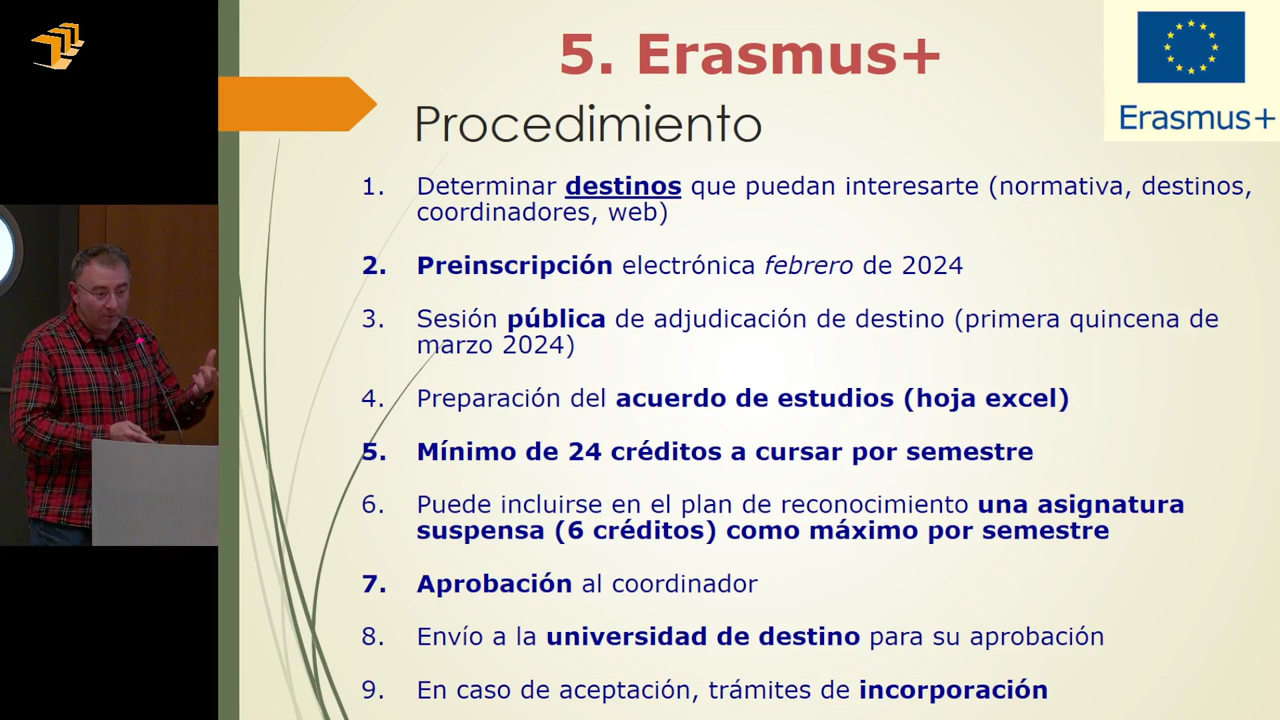 5. Erasmus+
Erasmus+
Procedimiento
1. Determinar destinos que puedan interesarte (normativa, destinos,
coordinadores, web)
2. Preinscripción electrónica febrero de 2024
3. Sesión pública de adjudicación de destino (primera quincena de
marzo 2024)
4. Preparación del acuerdo de estudios (hoja excel)
5. Mínimo de 24 créditos a cursar por semestre
6. Puede incluirse en el plan de reconocimiento una asignatura
suspensa (6 créditos) como máximo por semestre
7. Aprobación al coordinador
8. Envío a la universidad de destino para su aprobación
9. En caso de aceptación, trámites de incorporación